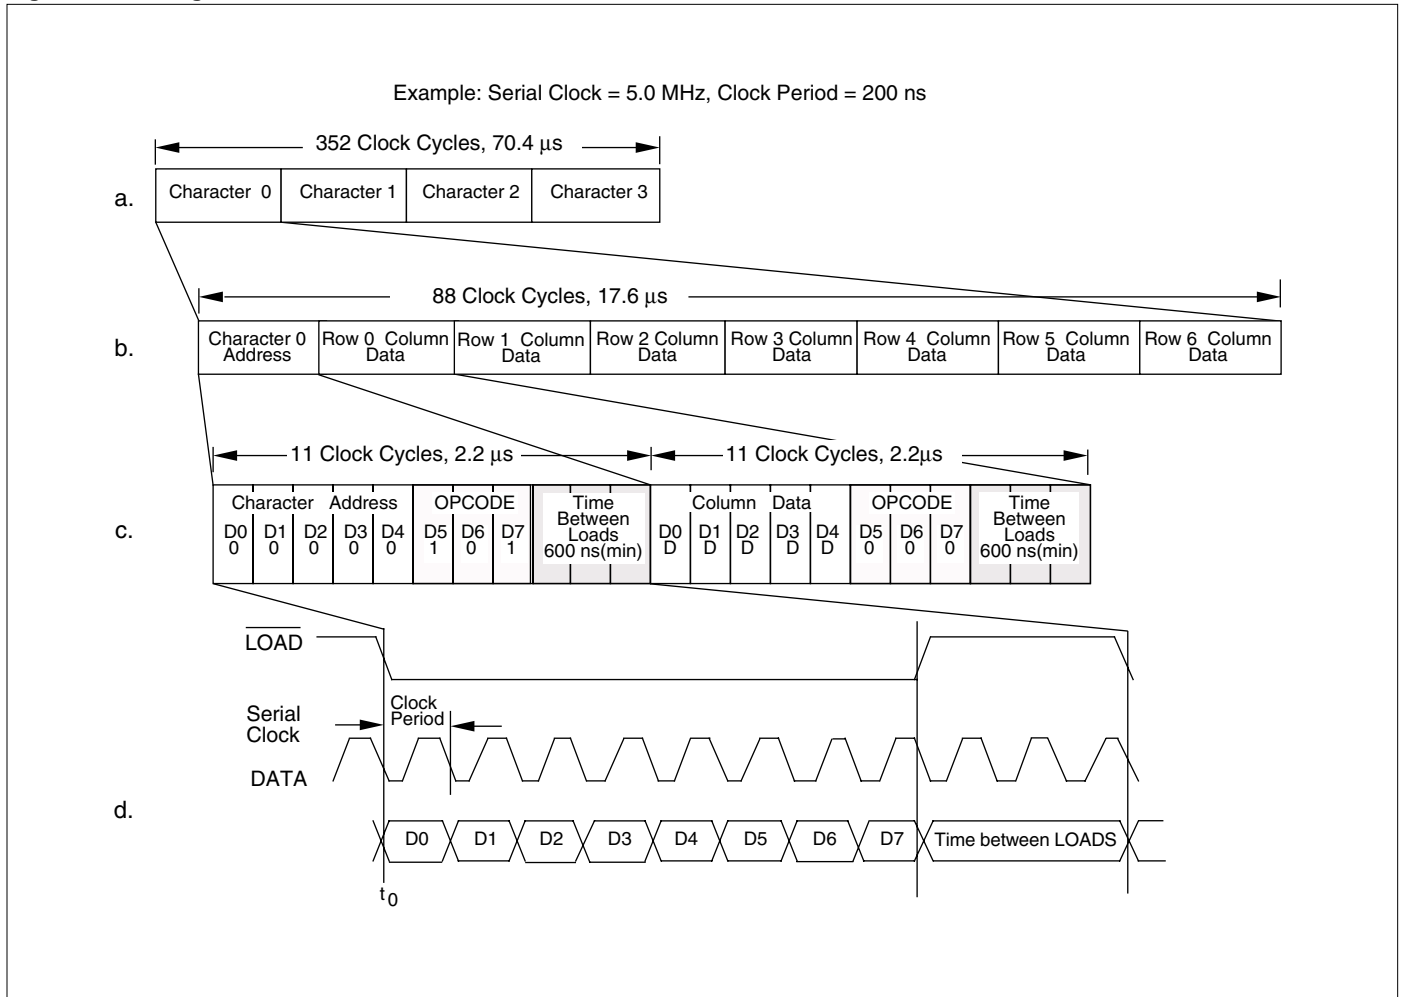 Example: Serial Clock = 5.0 MHz, Clock Period = 200 ns
352 Clock Cycles, 70.4 µs
a.
Character 0
Character 1
Character 2
Character 3
88 Clock Cycles, 17.6 µs
b.
Character 0 Address
Row 0 Column Data
Row 1 Column Data
Row 2 Column Data
Row 3 Column Data
Row 4 Column Data
Row 5 Column Data
Row 6 Column Data
11 Clock Cycles, 2.2 µs
11 Clock Cycles, 2.2µs
c.
Character Address
OPCODE
Time
Between
Loads
600 ns(min)
D0 D1 D2 D3 D4 D5 D6 D7
0 0 0 0 0 1 0 1
Column Data
OPCODE
Time
Between
Loads
600 ns(min)
D0 D1 D2 D3 D4 D5 D6 D7
D D D D D 0 0 0
LOAD
Clock
Period
Serial
Clock
DATA
d.
D0 D1 D2 D3 D4 D5 D6 D7 Time between LOADS
t0